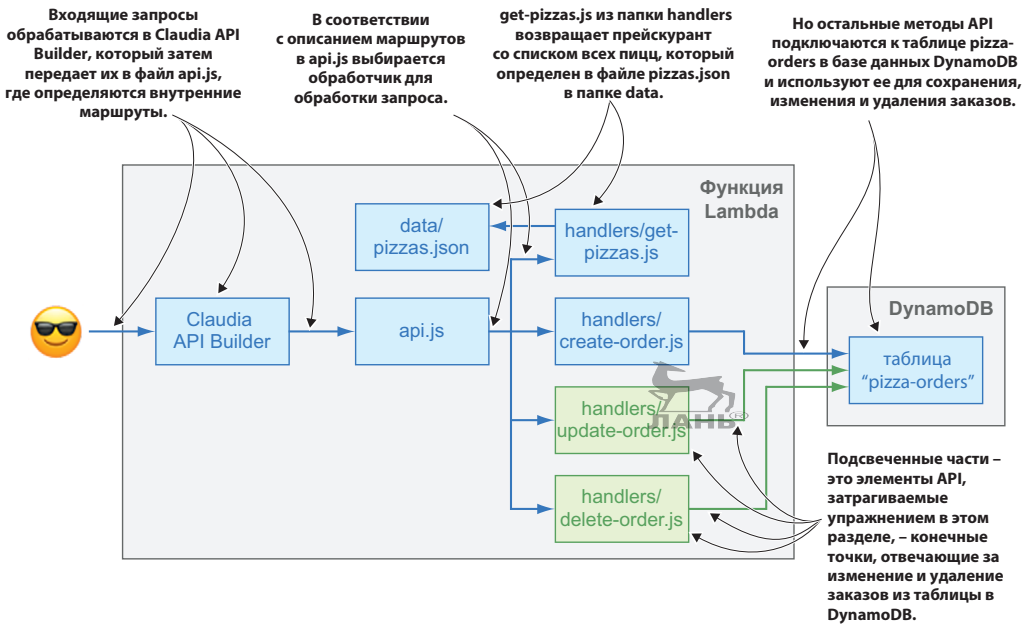 Входящие запросы
обрабатываются в Claudia API
Builder, который затем
передает их в файл api.js,
где определяются внутренние
маршруты.
В соответствии
с описанием маршрутов
в api.js выбирается
обработчик для
обработки запроса.
get-pizzas.js из папки handlers
возвращает прейскурант
со списком всех пицц, который
определен в файле pizzas.json
в папке data.
Но остальные методы API
подключаются к таблице pizza-
orders в базе данных DynamoDB
и используют ее для сохранения,
изменения и удаления заказов.
Функция
Lambda
data/
pizzas.json
handlers/get-
pizzas.js
Claudia
API Builder
api.js
handlers/
create-order.js
DynamoDB
таблица
“pizza-orders”
handlers/
update-order.js
ЛАНЬ®
handlers/
delete-order.js
Подсвеченные части –
это элементы API,
затрагиваемые
упражнением в этом
разделе, – конечные
точки, отвечающие за
изменение и удаление
заказов из таблицы в
DynamoDB.